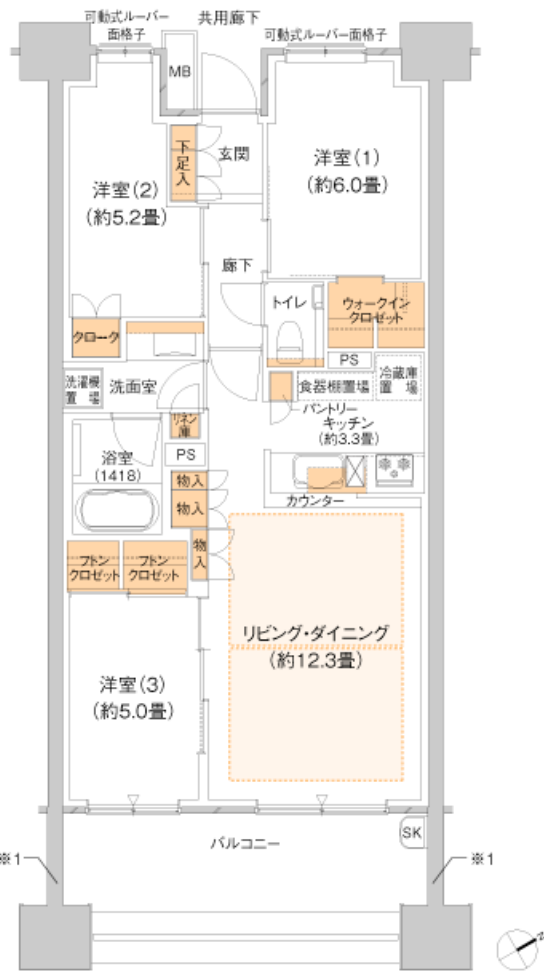 可動式ルーバー
面格子
共用廊下
可動式ルーバー面格子
MB
下
足
入
玄関
洋室(1)
(約6.0畳)
洋室(2)
(約5.2畳)
廊下
トイレ
ウォークイン
クロゼット
クローク
PS
食器棚置場
冷蔵庫
置場
洗濯機
置場
洗面室
パントリー
キッチン
(約3.3畳)
リネン
庫
PS
浴室
(1418)
物入
物入
カウンター
物
入
フトン
クロゼット
フトン
クロゼット
リビング・ダイニング
(約12.3畳)
洋室(3)
(約5.0畳)
バルコニー
SK
※1
※1